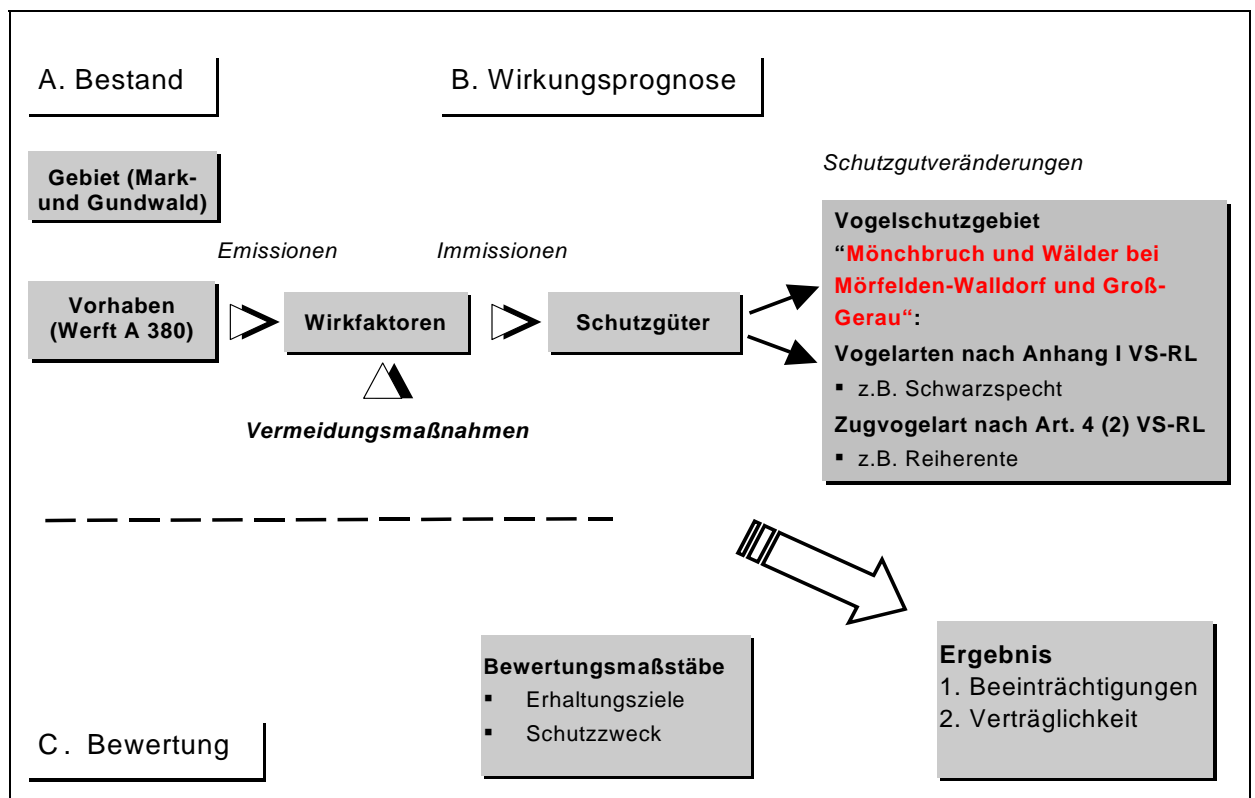 A. Bestand
B. Wirkungsprognose
Schutzgutveränderungen
Gebiet (Mark-
und Gundwald)
Emissionen
Immissionen
Vorhaben
(Werft A 380)
Wirkfaktoren
Schutzgüter
Vermeidungsmaßnahmen
Vogelschutzgebiet
“Mönchbruch und Wälder bei
Mörfelden-Walldorf und Groß-
Gerau“:
Vogelarten nach Anhang I VS-RL
▪ z.B. Schwarzspecht
Zugvogelart nach Art. 4 (2) VS-RL
▪ z.B. Reiherente
Bewertungsmaßstäbe
▪ Erhaltungsziele
▪ Schutzzweck
Ergebnis
1. Beeinträchtigungen
2. Verträglichkeit
C. Bewertung